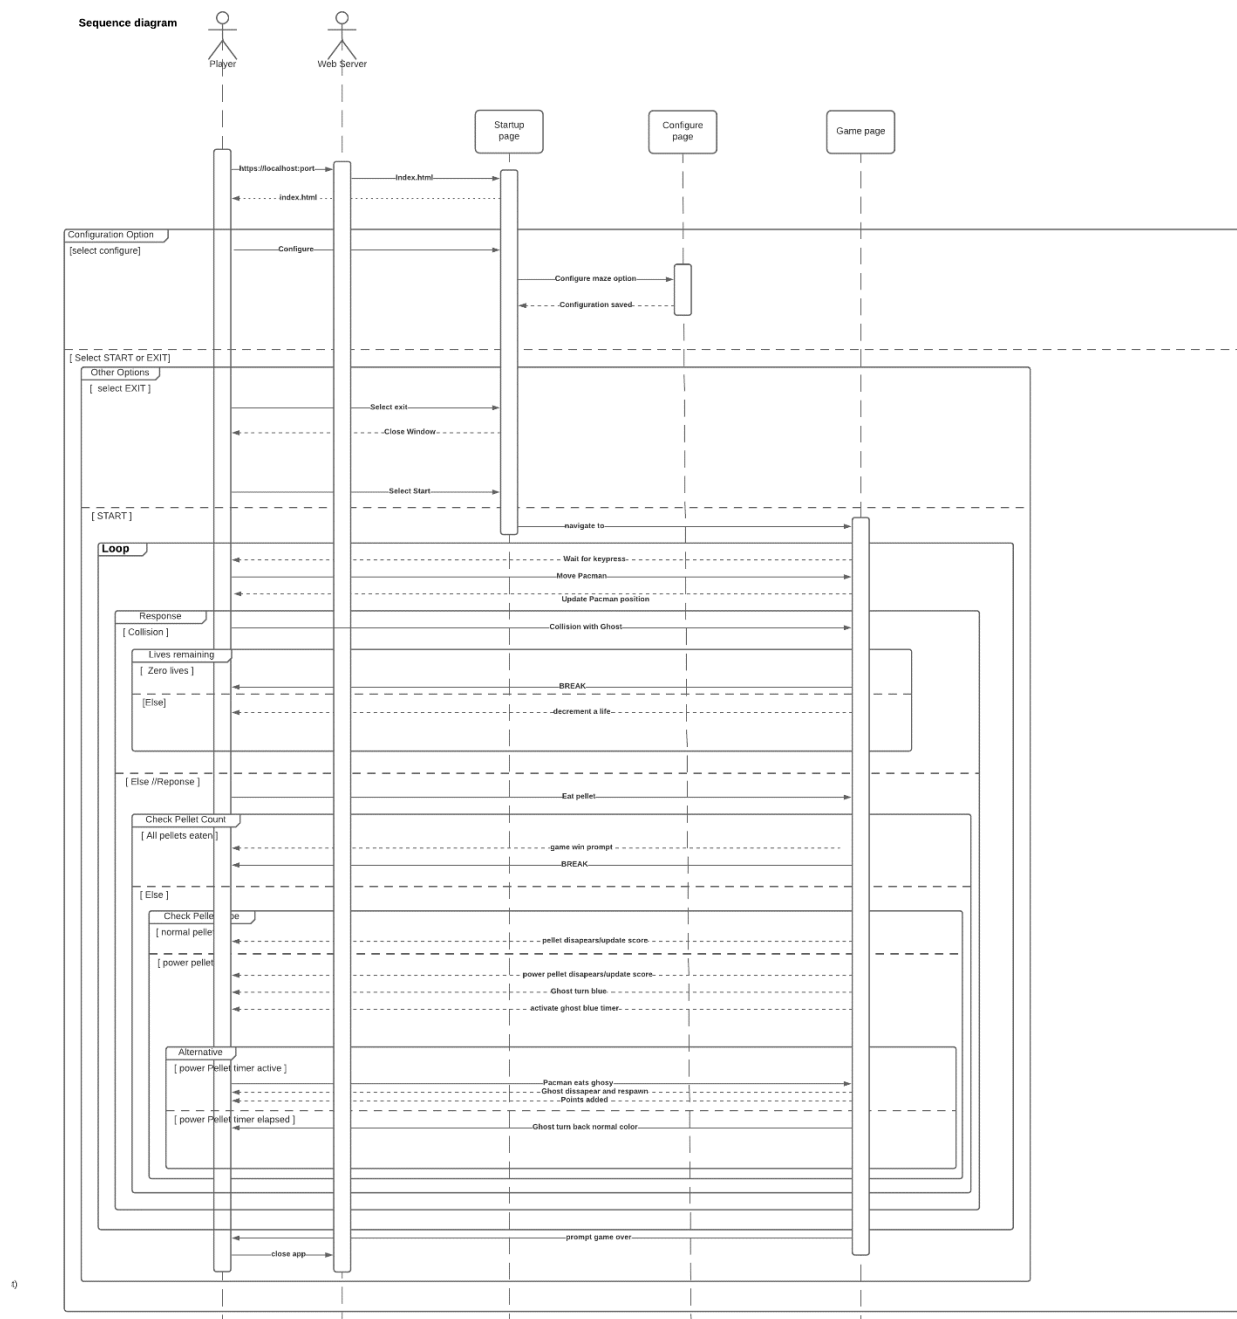 Sequence diagram
Player
Web Server
Startup
page
Configure
page
Game page
https://localhost:port
Index.html
index.html
Configuration Option
[select configure]
Configure
Configure maze option
Configuration saved
[ Select START or EXIT]
Other Options
[ select EXIT ]
Select exit
Close Window
Select Start
[ START ]
navigate to
Loop
Wait for keypress
Move Pacman
Update Pacman position
Response
[ Collision ]
Collision with Ghost
Lives remaining
[ Zero lives ]
BREAK
[Else]
decrement a life
[ Else //Reponse ]
Eat pellet
Check Pellet Count
[ All pellets eaten ]
game win prompt
BREAK
[ Else ]
Check
[ normal pellet
pellet disapears/update score
[ power pellet
power pellet disapears/update score
Ghost turn blue
activate ghost blue timer
Alternative
[ power Pellet timer active ]
Pacman eats ghosy
Ghost dissapear and respawn
Points added
[ power Pellet timer elapsed ]
Ghost turn back normal color
prompt game over
close app